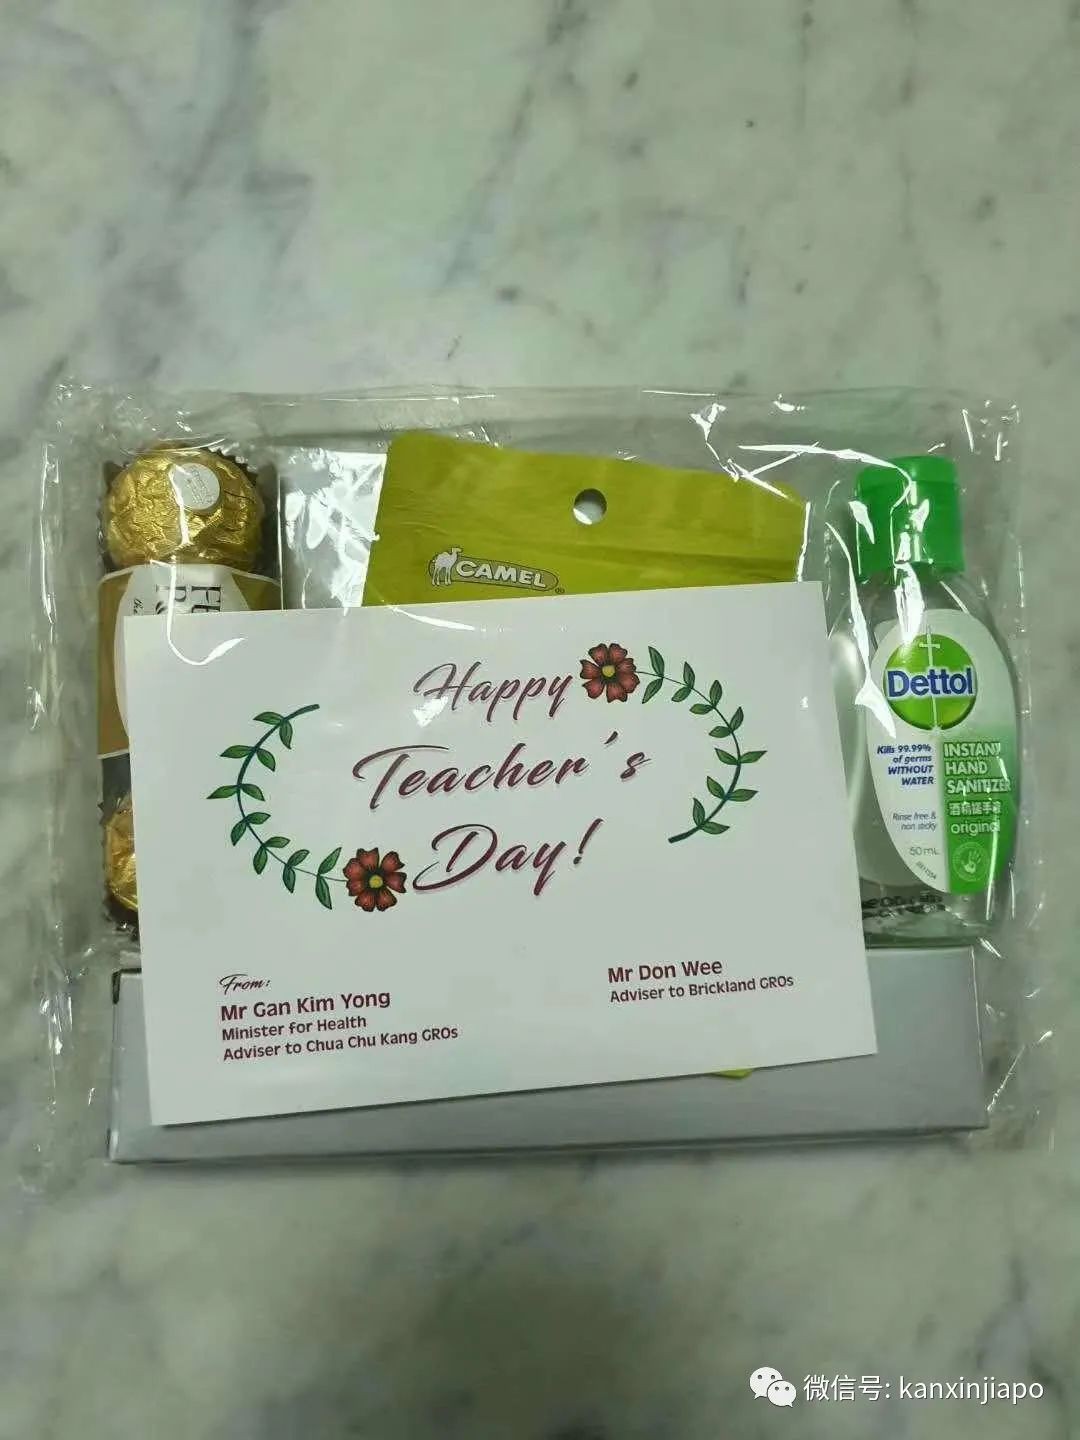 CAMEL
Dettol
Kills 99.99%
of germs
WITHOUT
WATER
INSTANT
HAND
SANITIZER
Rinse free &
non sticky
original
50mL
Happy
Teacher's
Day!
From:
Mr Gan Kim Yong
Minister for Health
Adviser to Chua Chu Kang GROs
Mr Don Wee
Adviser to Brickland GROs
微信号: kanxinjiapo